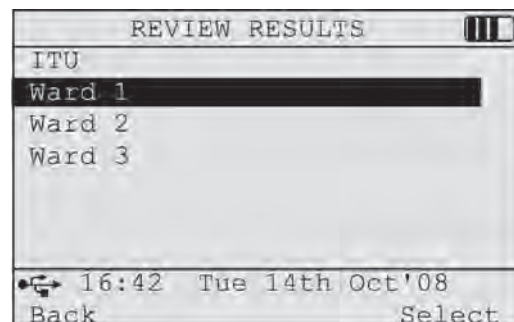 REVIEW RESULTS
ITU
Ward 1
Ward 2
Ward 3
16:42 Tue 14th Oct'08
Back Select